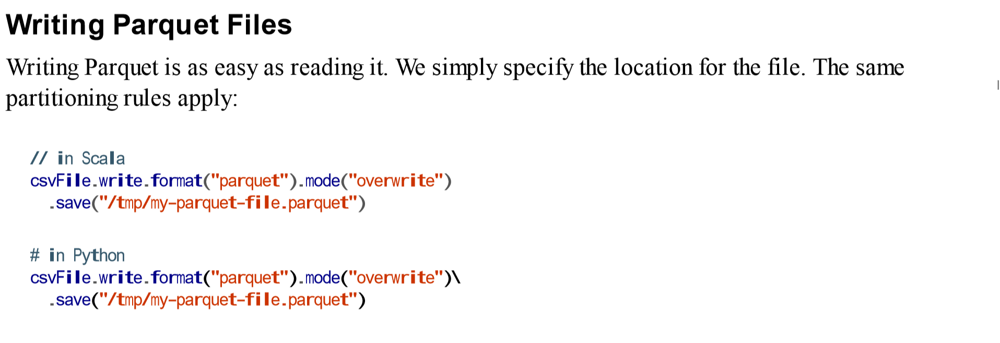 Writing Parquet Files
Writing Parquet is as easy as reading it. We simply specify the location for the file. The same
partitioning rules apply:
// in Scala
csvFile.write.format("parquet").mode("overwrite")
.save("/tmp/my-parquet-file.parquet")
# in Python
csvFile.write.format("parquet").mode("overwrite")\
.save("/tmp/my-parquet-file.parquet")